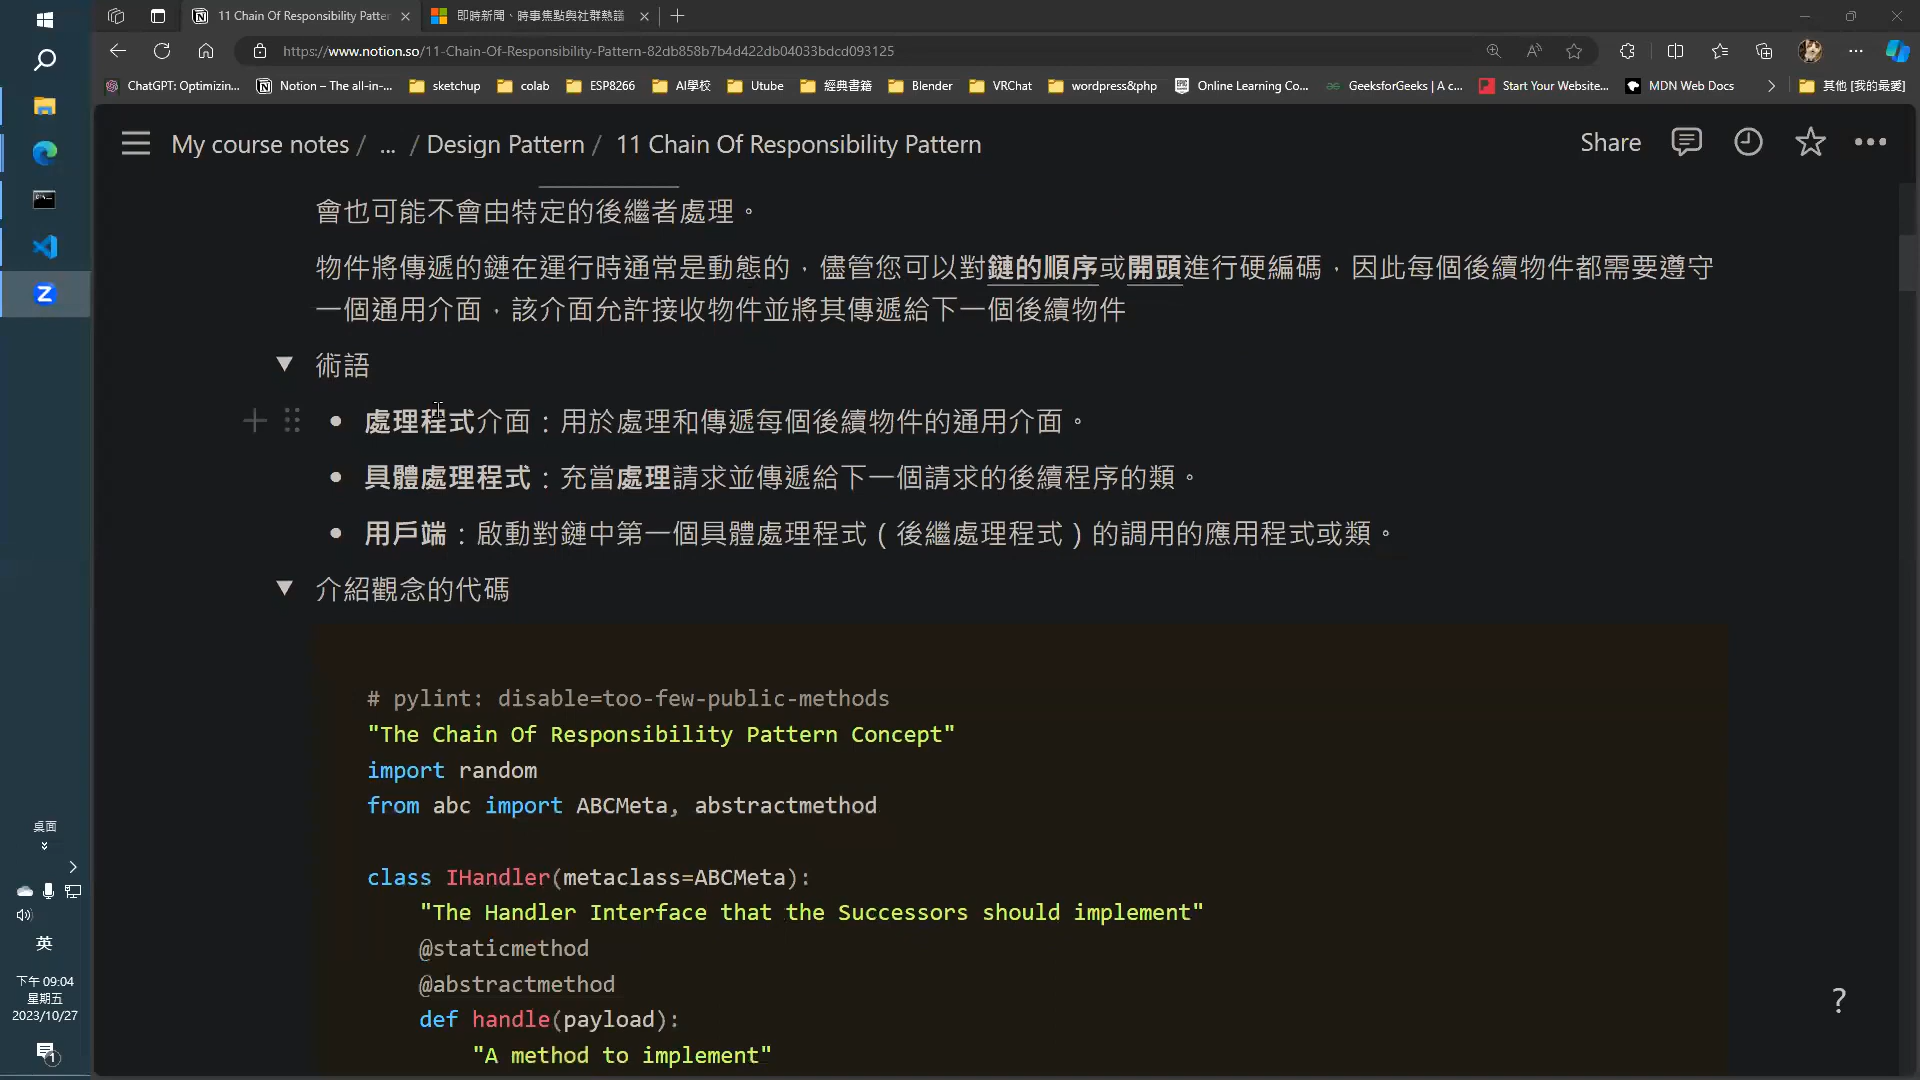 11 Chain Of Responsibility Patter
即時新聞、時事焦點與社群熱議
https://www.notion.so/11-Chain-Of-Responsibility-Pattern-82db858b7b4d422db04033bdcd093125
ChatGPT: Optimizin...
Notion – The all-in-...
sketchup
colab
ESP8266
AI學校
Utube
經典書籍
Blender
VRChat
wordpress&php
Online Learning Co...
GeeksforGeeks | A c...
Start Your Website...
MDN Web Docs
其他 [我的最愛]
My course notes / ... / Design Pattern / 11 Chain Of Responsibility Pattern
Share
會也可能不會由特定的後繼者處理。
物件將傳遞的鏈在運行時通常是動態的，儘管您可以對鏈的順序或開頭進行硬編碼，因此每個後續物件都需要遵守
一個通用介面，該介面允許接收物件並將其傳遞給下一個後續物件
術語
處理程式介面：用於處理和傳遞每個後續物件的通用介面。
具體處理程式：充當處理請求並傳遞給下一個請求的後續程序的類。
用戶端：啟動對鏈中第一個具體處理程式（後繼處理程式）的調用的應用程式或類。
介紹觀念的代碼
# pylint: disable=too-few-public-methods
"The Chain Of Responsibility Pattern Concept"
import random
from abc import ABCMeta, abstractmethod
class IHandler(metaclass=ABCMeta):
"The Handler Interface that the Successors should implement"
@staticmethod
@abstractmethod
def handle(payload):
"A method to implement"
?
桌面
英
下午 09:04
星期五
2023/10/27
1